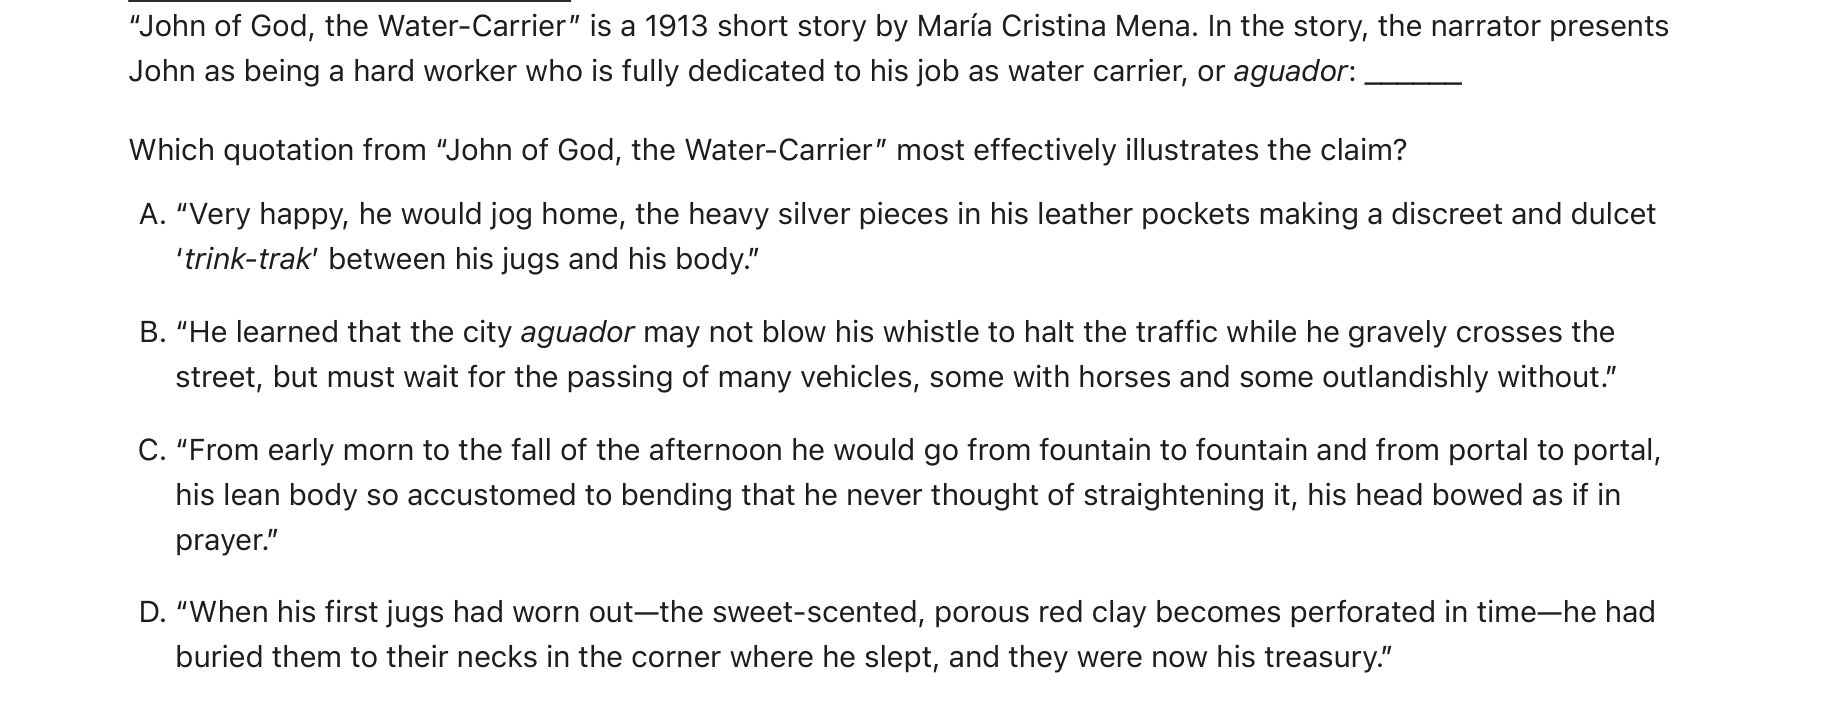 “John of God, the Water-Carrier” is a 1913 short story by María Cristina Mena. In the story, the narrator presents
John as being a hard worker who is fully dedicated to his job as water carrier, or aguador: ______
Which quotation from “John of God, the Water-Carrier” most effectively illustrates the claim?
A. “Very happy, he would jog home, the heavy silver pieces in his leather pockets making a discreet and dulcet
‘trink-trak’ between his jugs and his body.”
B. “He learned that the city aguador may not blow his whistle to halt the traffic while he gravely crosses the
street, but must wait for the passing of many vehicles, some with horses and some outlandishly without.”
C. “From early morn to the fall of the afternoon he would go from fountain to fountain and from portal to portal,
his lean body so accustomed to bending that he never thought of straightening it, his head bowed as if in
prayer.”
D. “When his first jugs had worn out—the sweet-scented, porous red clay becomes perforated in time—he had
buried them to their necks in the corner where he slept, and they were now his treasury.”